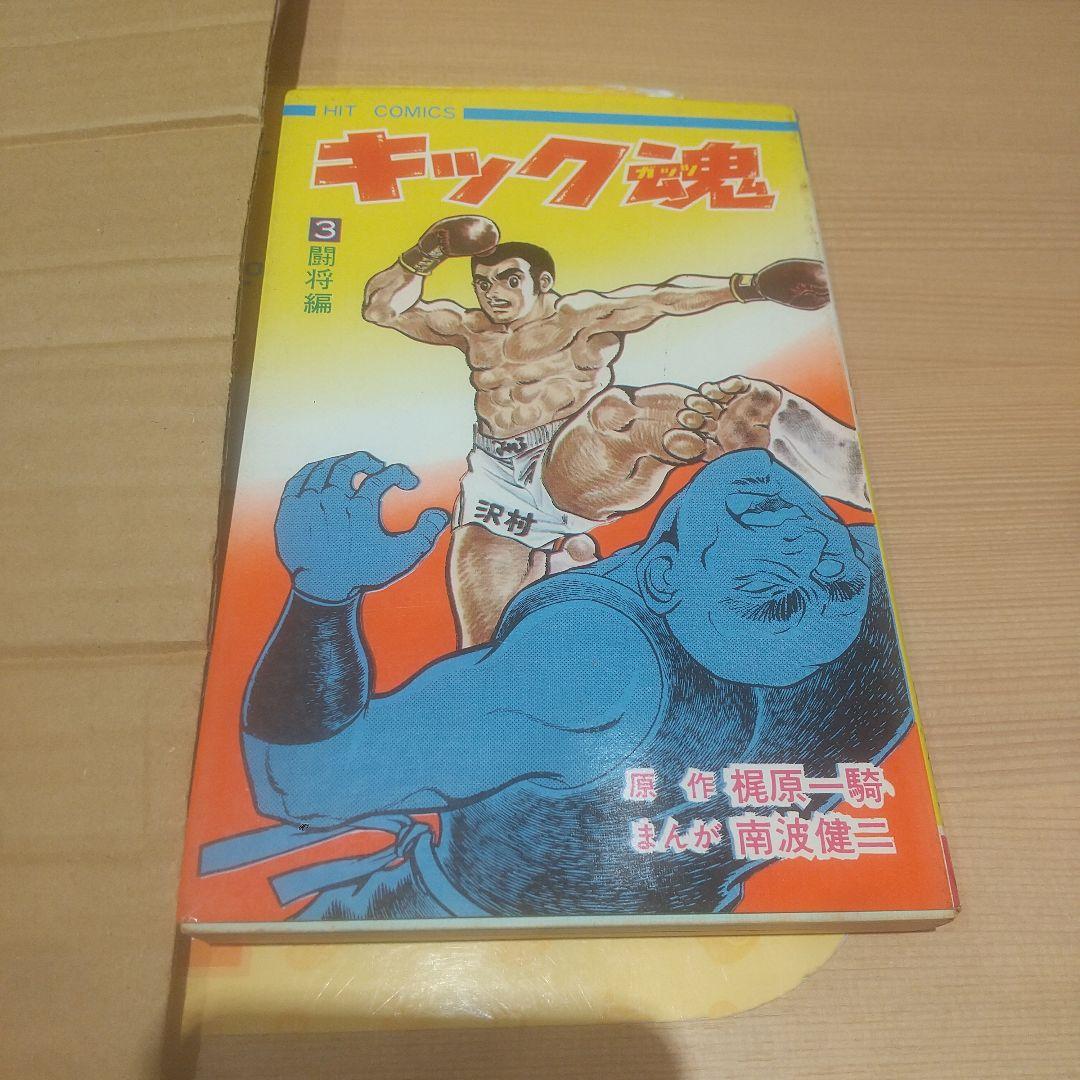 HIT COMICS
キック魂
ガッツ
3
闘将編
沢村
原作 梶原一騎
まんが 南波健二